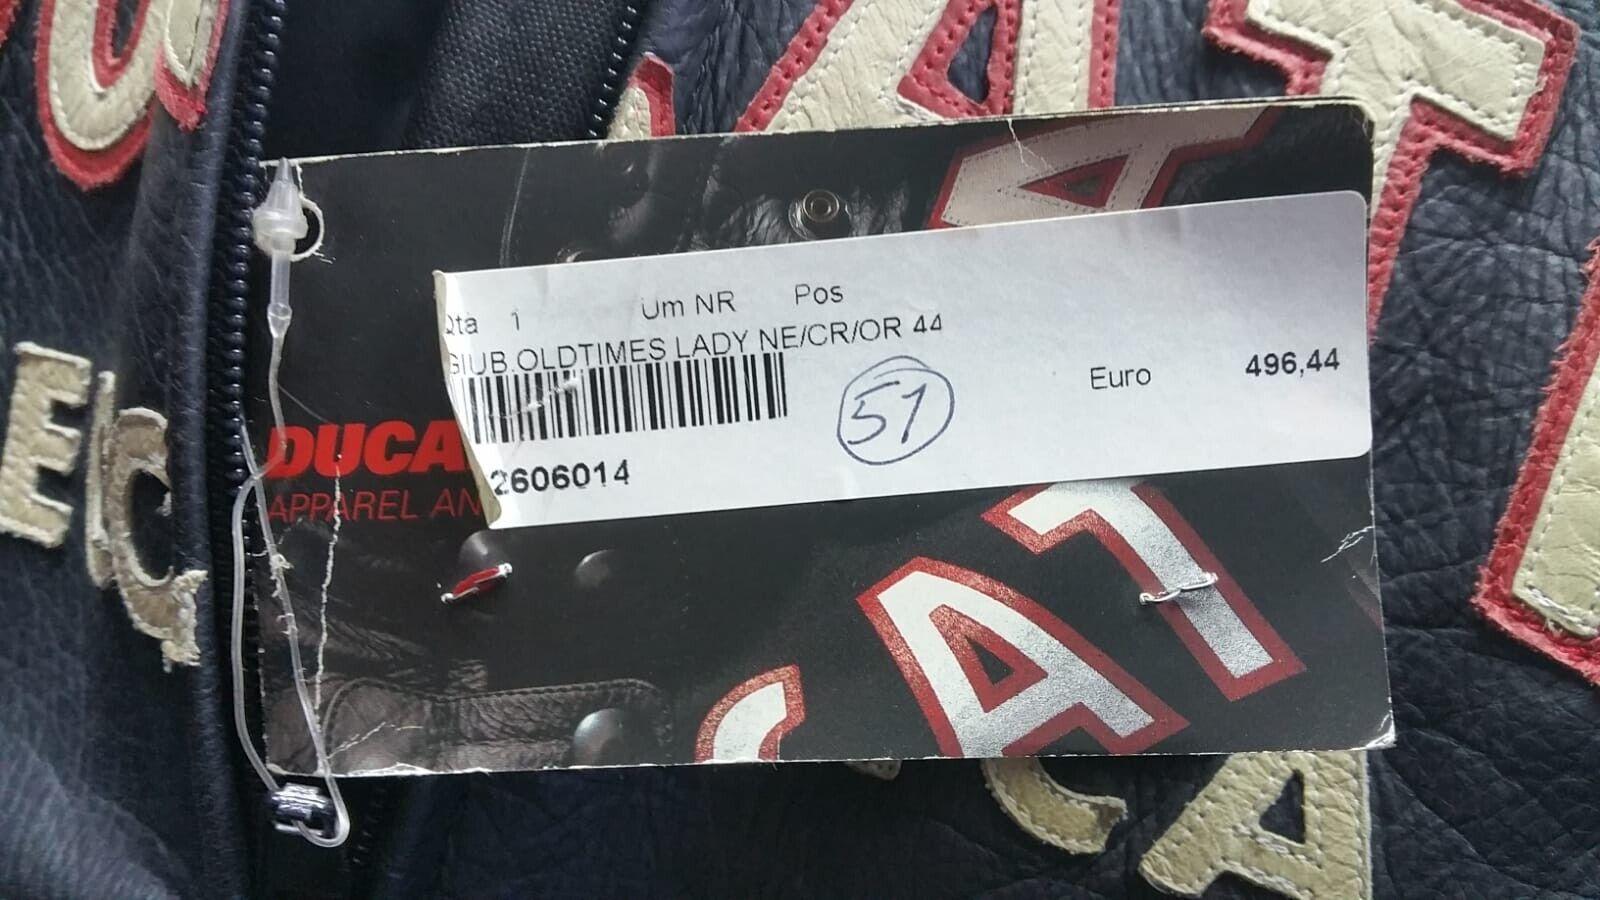 Qta 1 Um NR Pos
GIUB.OLDTIMES LADY NE/CR/OR 44
Euro 496,44
51
2606014
DUCA
APPAREL AN